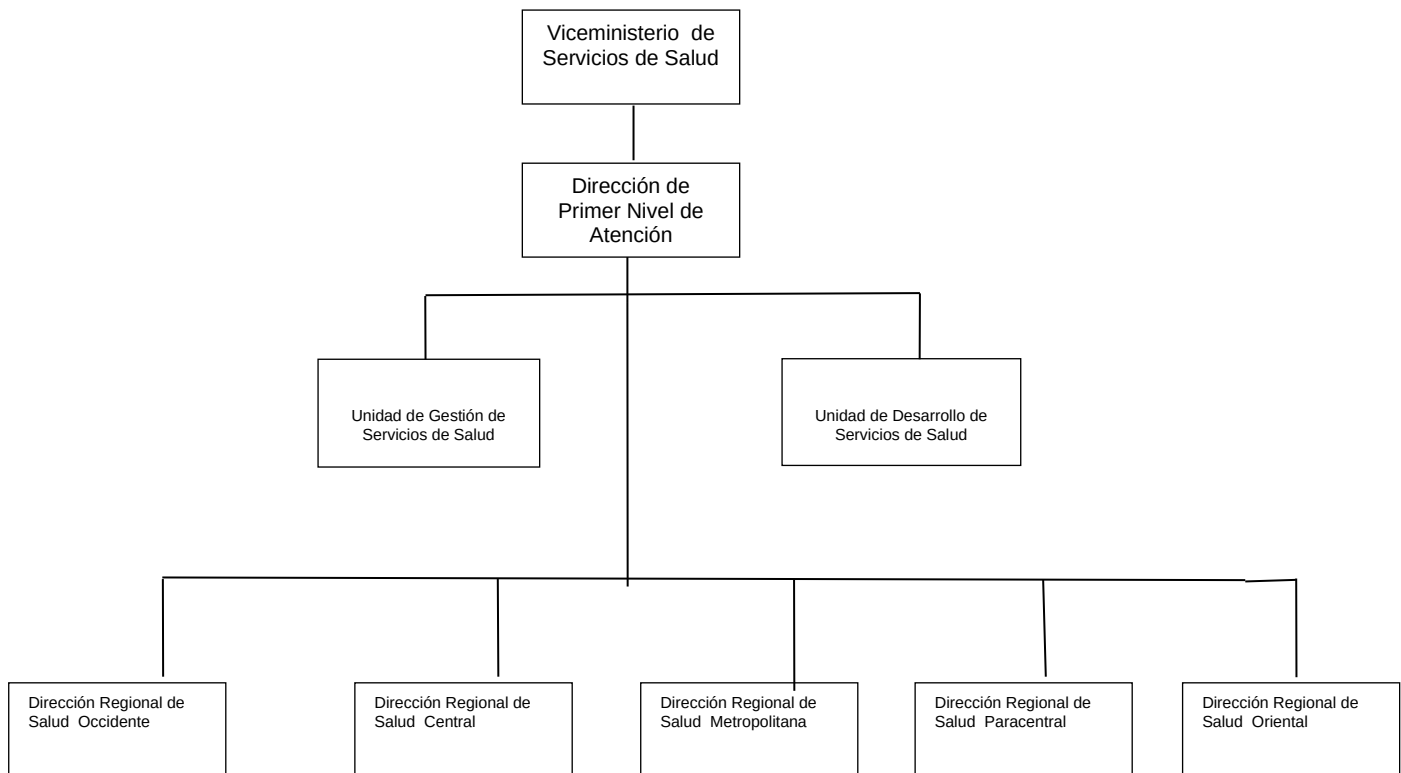 Viceministerio de
Servicios de Salud
Dirección de
Primer Nivel de
Atención
Unidad de Gestión de
Servicios de Salud
Unidad de Desarrollo de
Servicios de Salud
Dirección Regional de
Salud Occidente
Dirección Regional de
Salud Central
Dirección Regional de
Salud Metropolitana
Dirección Regional de
Salud Paracentral
Dirección Regional de
Salud Oriental